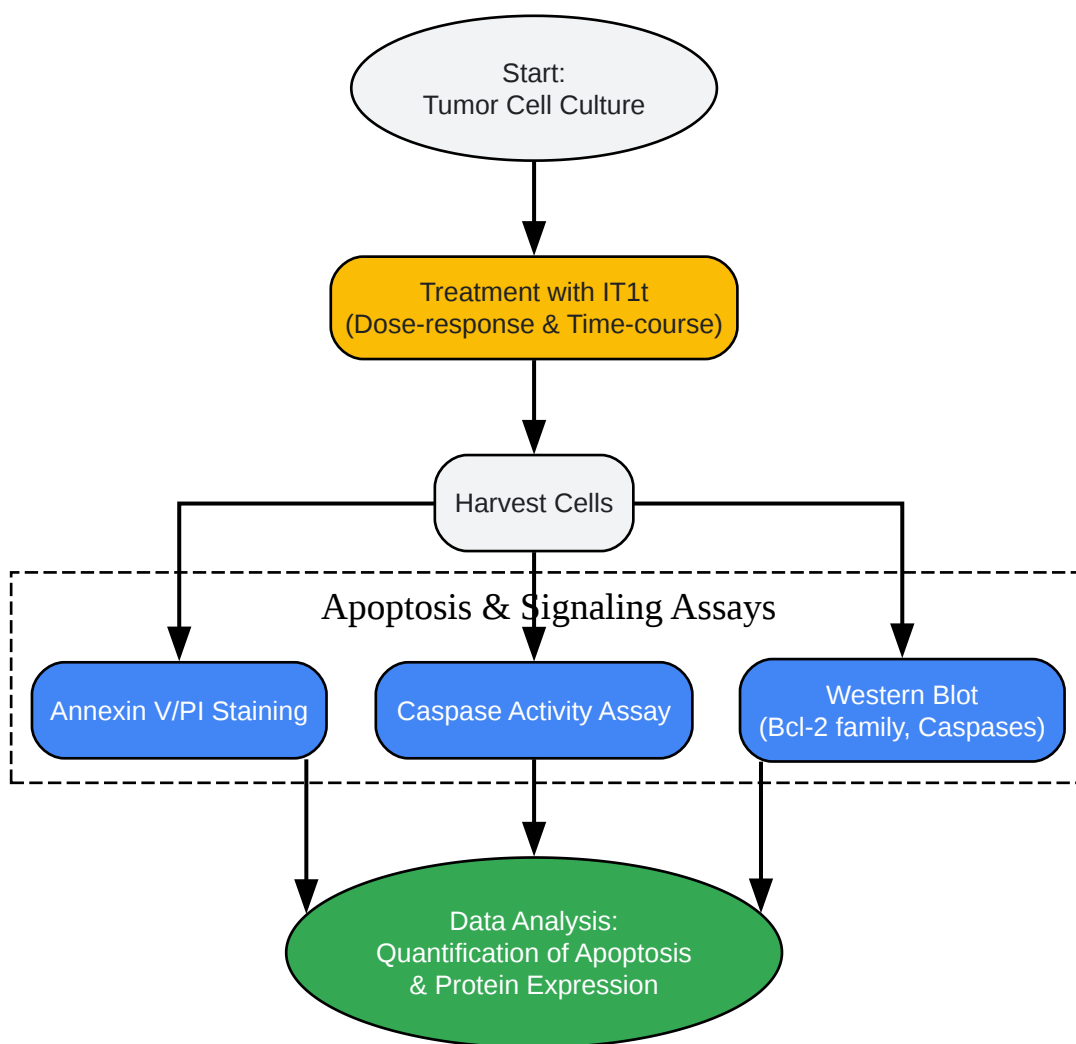 Start:
Tumor Cell Culture
Treatment with IT1t
(Dose-response & Time-course)
Harvest Cells
Apoptosis & Signaling Assays
Annexin V/PI Staining
Caspase Activity Assay
Western Blot
(Bcl-2 family, Caspases)
Data Analysis:
Quantification of Apoptosis
& Protein Expression